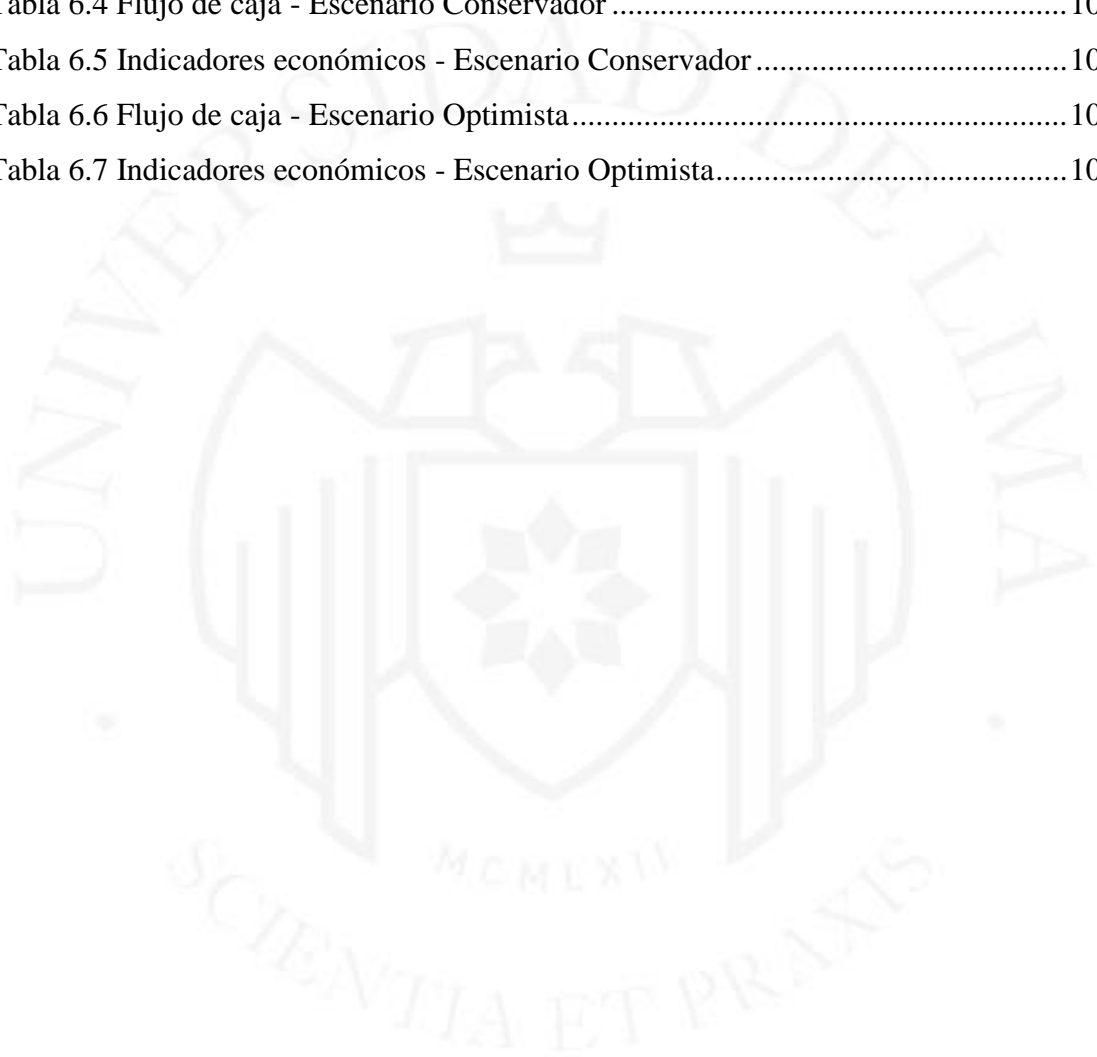 Tabla 6.4 Flujo de caja - Escenario Conservador ........................................................ 10
Tabla 6.5 Indicadores económicos - Escenario Conservador ...................................... 10
Tabla 6.6 Flujo de caja - Escenario Optimista ............................................................. 10
Tabla 6.7 Indicadores económicos - Escenario Optimista ........................................... 10
UNIVERSIDAD DE LIMA
MCMLXII
SCIENTIA ET PRAXIS